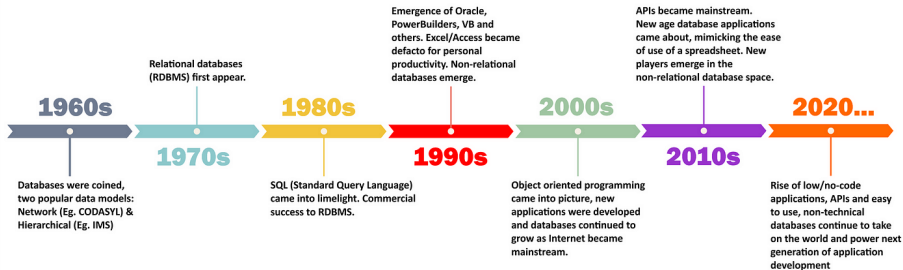 1960s
Databases were coined,
two popular data models:
Network (Eg. CODASYL) &
Hierarchical (Eg. IMS)
Relational databases
(RDBMS) first appear.
1970s
1980s
SQL (Standard Query Language)
came into limelight. Commercial
success to RDBMS.
Emergence of Oracle,
PowerBuilders, VB and
others. Excel/Access became
defacto for personal
productivity. Non-relational
databases emerge.
1990s
2000s
Object oriented programming
came into picture, new
applications were developed
and databases continued to
grow as Internet became
mainstream.
APIs became mainstream.
New age database applications
came about, mimicking the ease
of use of a spreadsheet. New
players emerge in the
non-relational database space.
2010s
2020...
Rise of low/no-code
applications, APIs and easy
to use, non-technical
databases continue to take
on the world and power next
generation of application
development